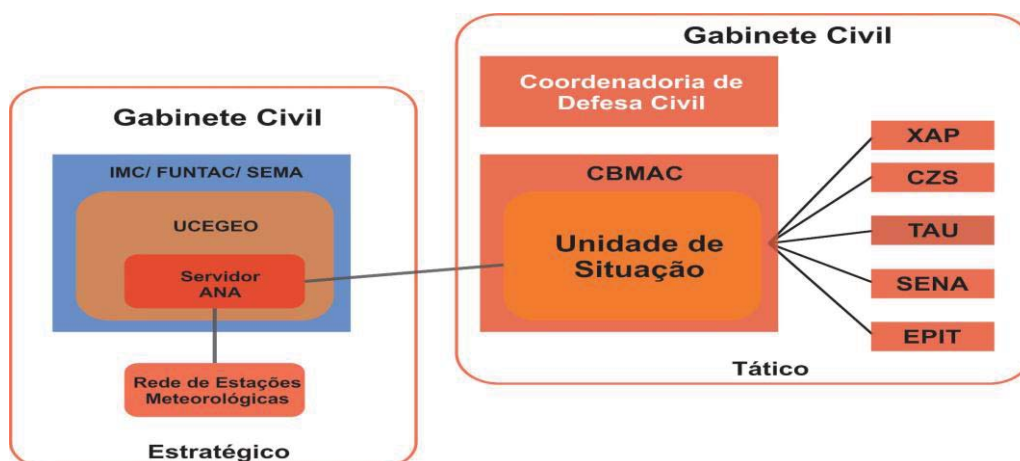 Gabinete Civil
IMC/ FUNTAC/ SEMA
UCEGEO
Servidor
ANA
Rede de Estações
Meteorológicas
Estratégico
Gabinete Civil
Coordenadoria de
Defesa Civil
CBMAC
Unidade de
Situação
XAP
CZS
TAU
SENA
EPIT
Tático